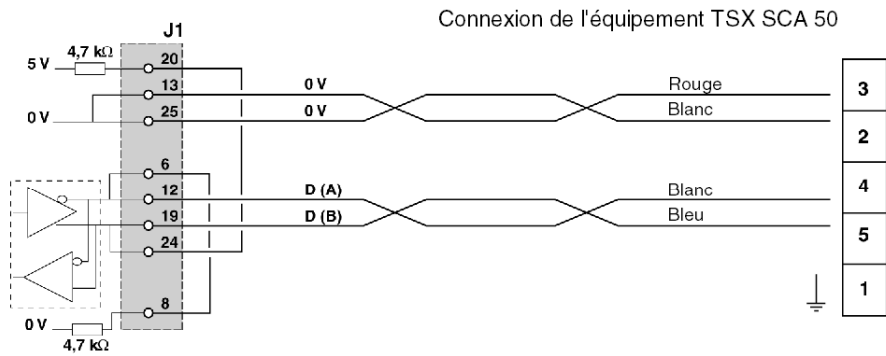 Connexion de l'équipement TSX SCA 50
J1
5 V 4,7 kΩ 20
13 0 V Rouge 3
0 V 25 0 V Blanc
2
6
12 D (A) Blanc 4
19 D (B) Bleu
5
24
1
8
0 V
4,7 kΩ